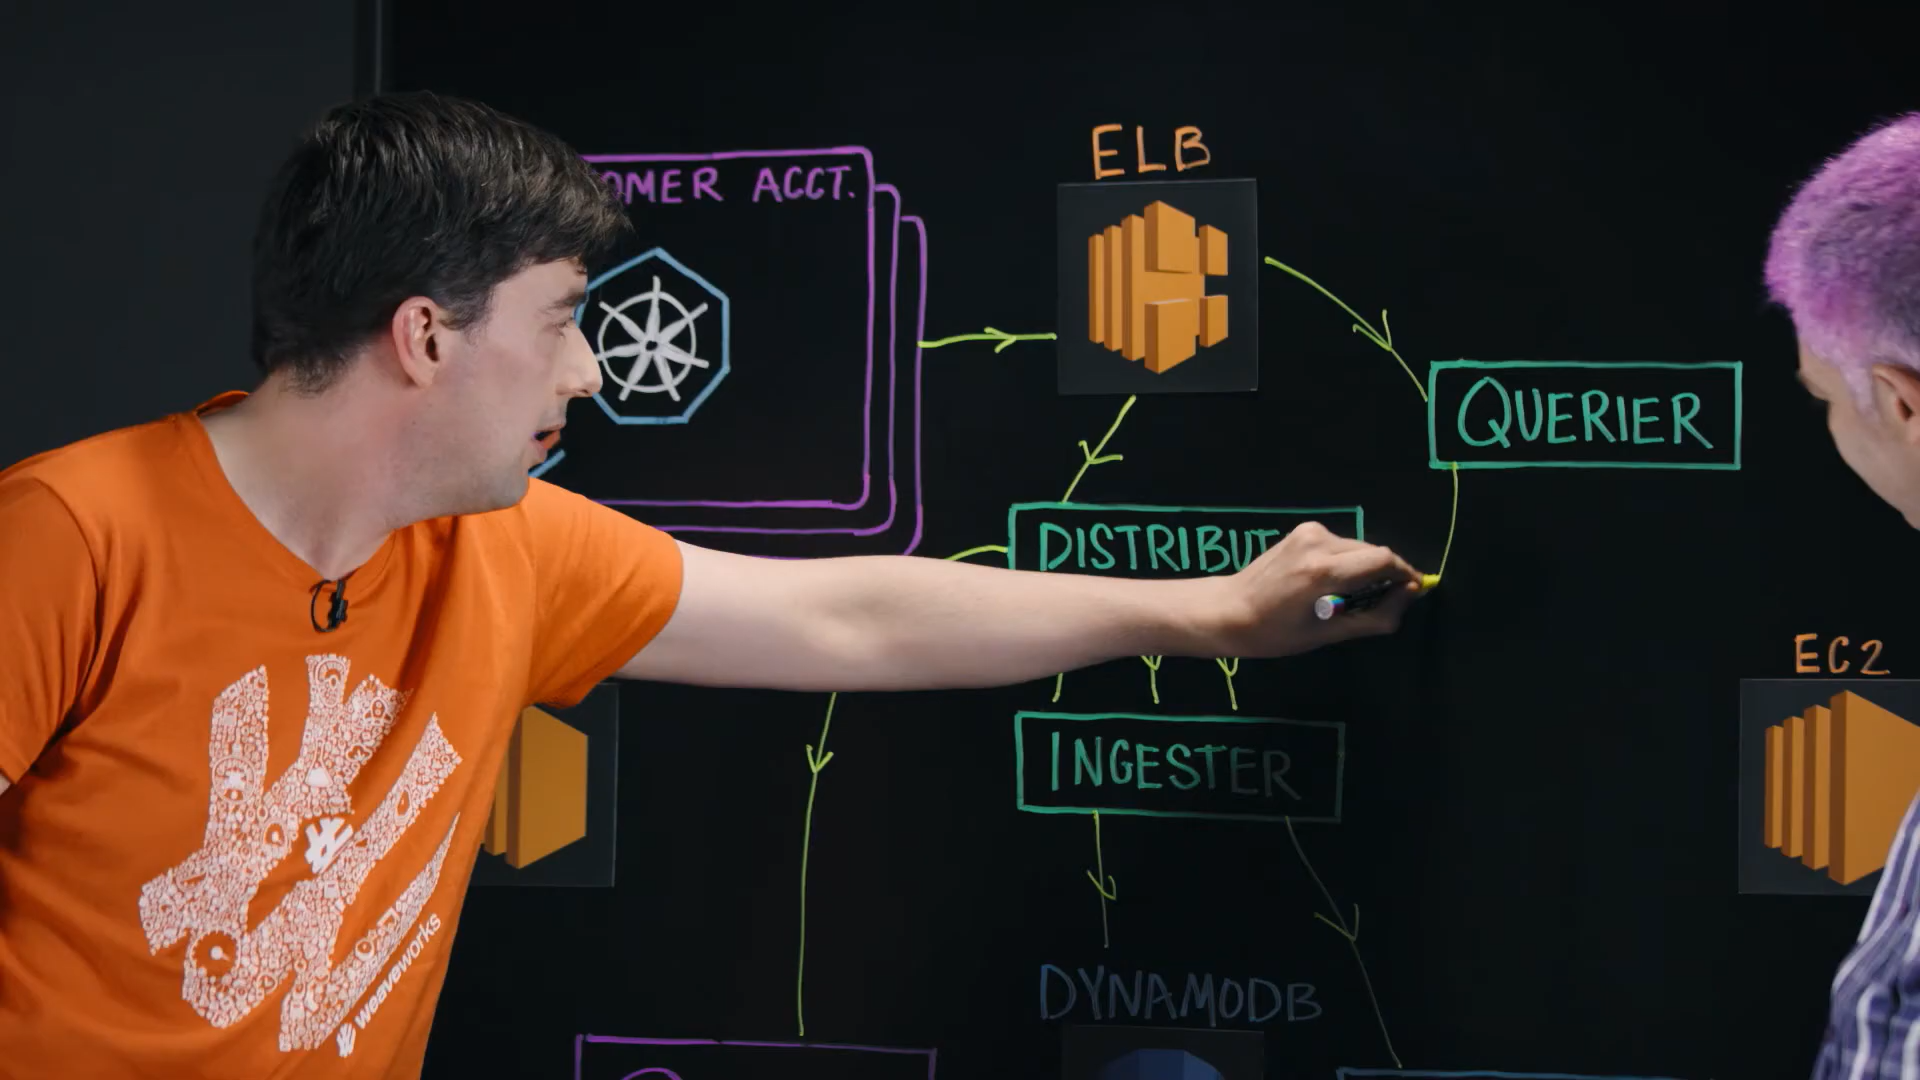 ELB
OMER ACCT.
QUERIER
DISTRIBUT
EC2
INGESTER
weaveworks
DYNAMODB